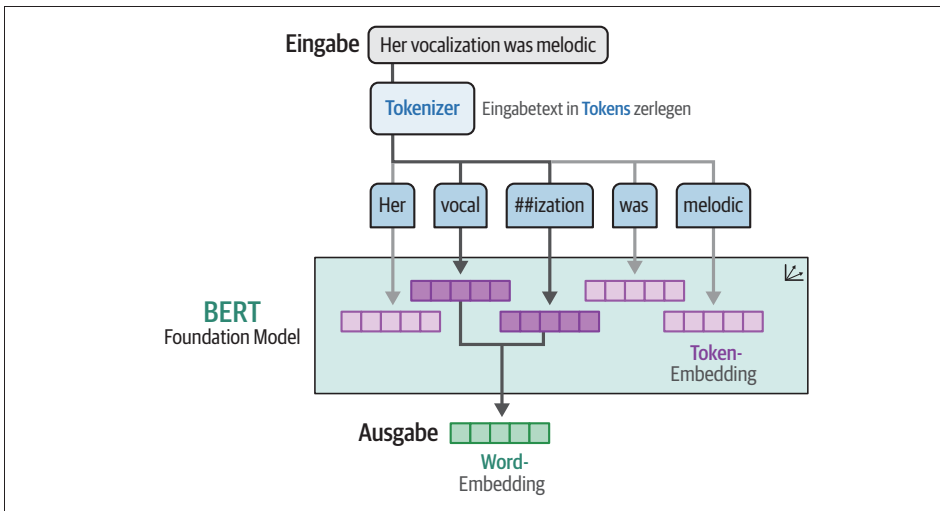 Eingabe
Her vocalization was melodic
Tokenizer
Eingabetext in Tokens zerlegen
Her
vocal
##ization
was
melodic
BERT
Foundation Model
Token-
Embedding
Ausgabe
Word-
Embedding